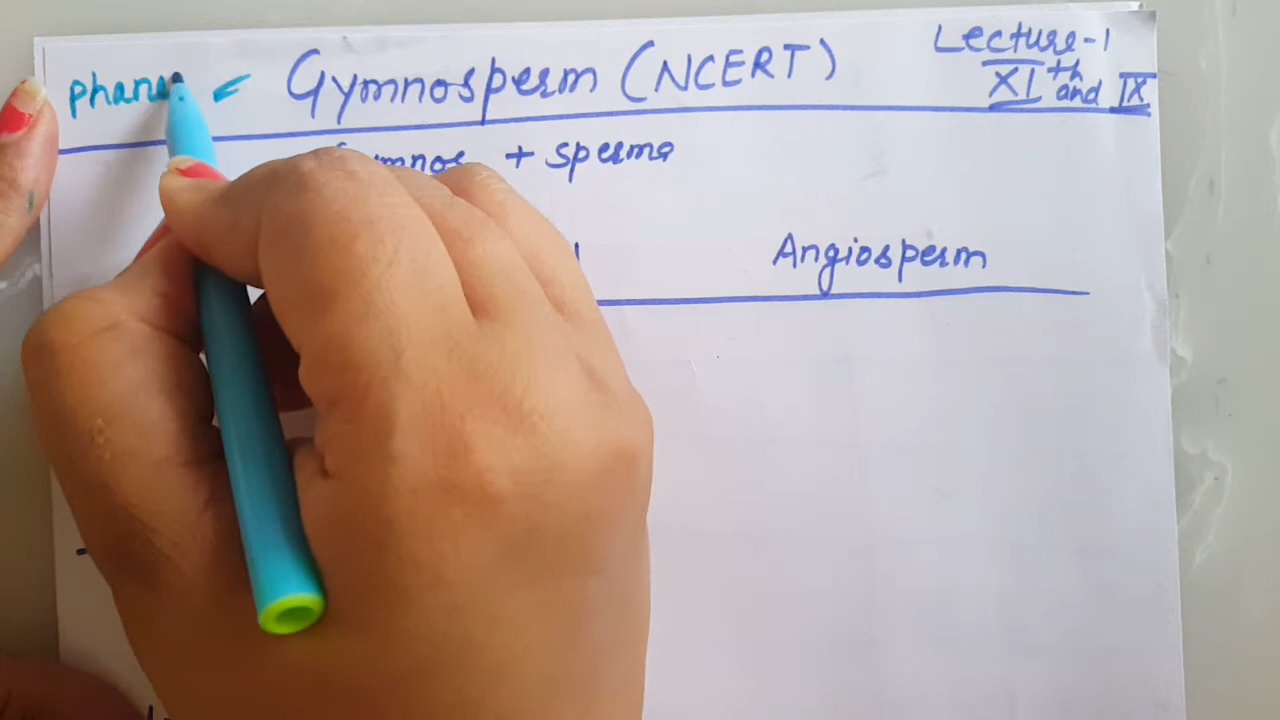 Lecture-1
phane Gymnosperm (NCERT)
XIth and IX
+ sperma
Angiosperm